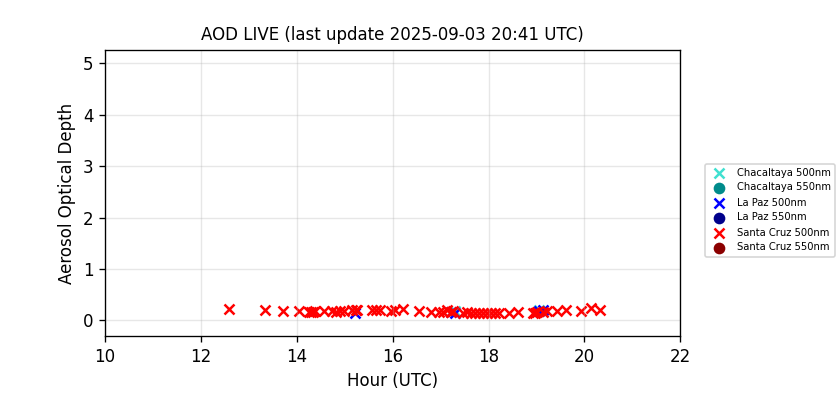 AOD LIVE (last update 2025-09-03 20:41 UTC)
5
4
3
2
1
0
Aerosol Optical Depth
10 12 14 16 18 20 22
Hour (UTC)
Chacaltaya 500nm
Chacaltaya 550nm
La Paz 500nm
La Paz 550nm
Santa Cruz 500nm
Santa Cruz 550nm